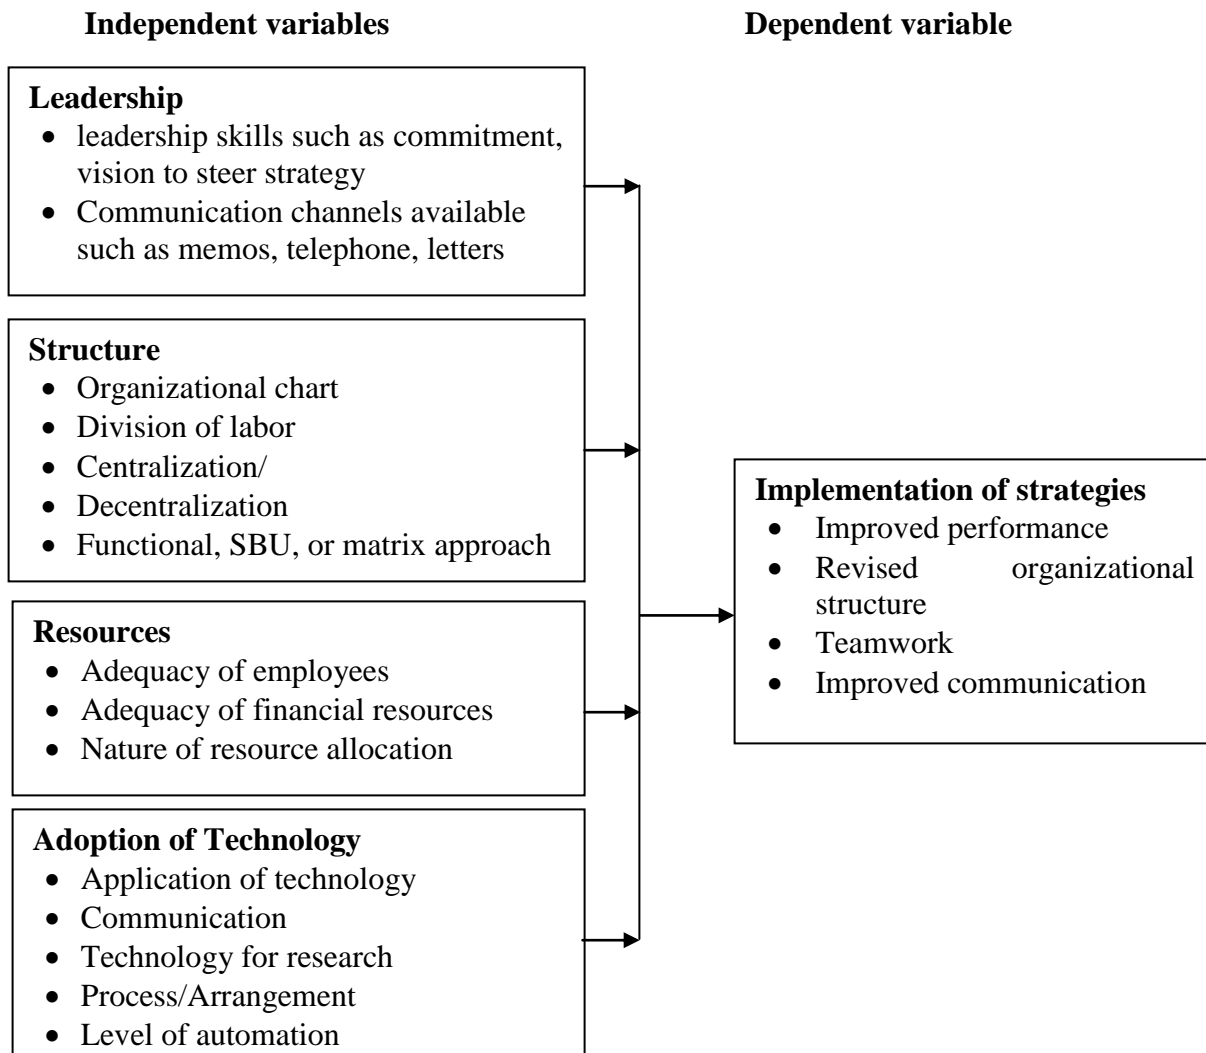 Independent variables
Dependent variable
Leadership
• leadership skills such as commitment,
vision to steer strategy
• Communication channels available
such as memos, telephone, letters
Structure
• Organizational chart
• Division of labor
• Centralization/
• Decentralization
• Functional, SBU, or matrix approach
Resources
• Adequacy of employees
• Adequacy of financial resources
• Nature of resource allocation
Adoption of Technology
• Application of technology
• Communication
• Technology for research
• Process/Arrangement
• Level of automation
Implementation of strategies
• Improved performance
• Revised organizational
structure
• Teamwork
• Improved communication